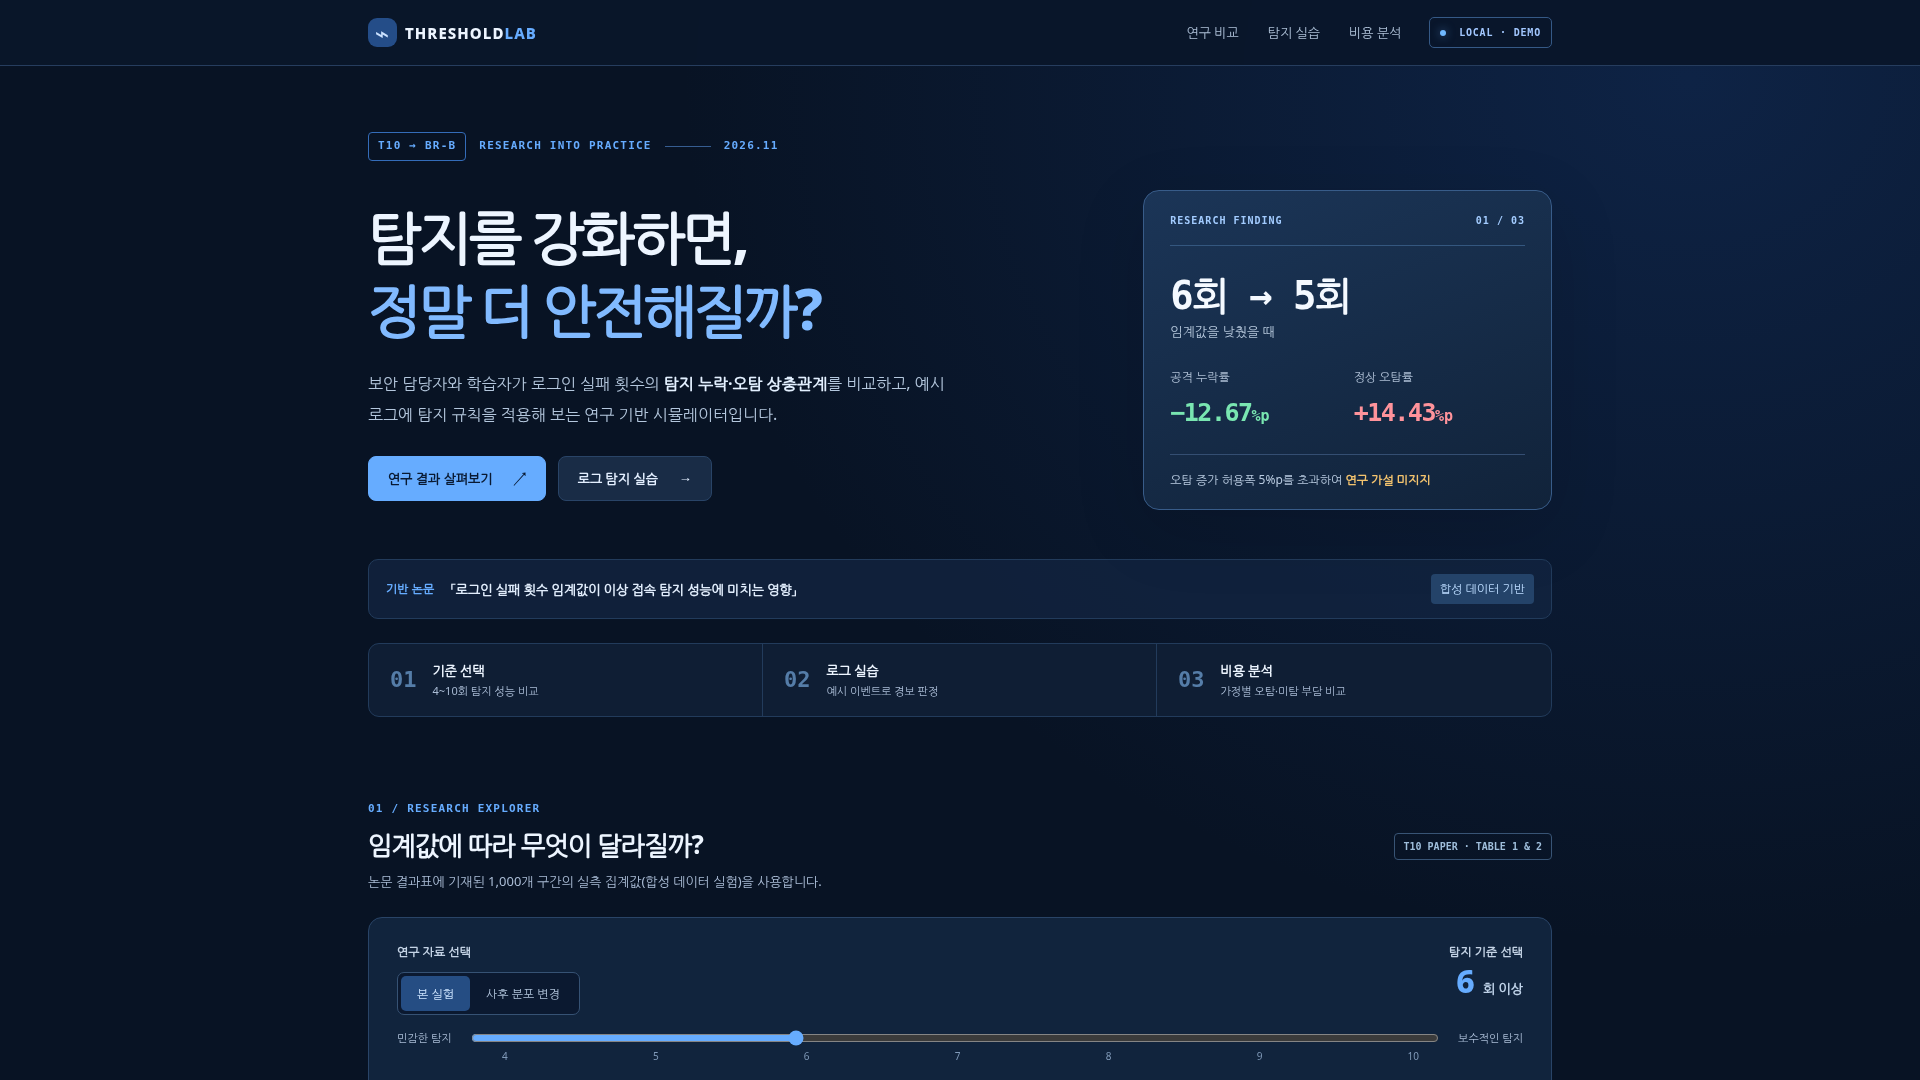 THRESHOLDLAB
연구 비교
탐지 실습
비용 분석
LOCAL · DEMO
T10 → BR-B
RESEARCH INTO PRACTICE
2026.11
탐지를 강화하면,
정말 더 안전해질까?
보안 담당자와 학습자가 로그인 실패 횟수의 탐지 누락·오탐 상충관계를 비교하고, 예시
로그에 탐지 규칙을 적용해 보는 연구 기반 시뮬레이터입니다.
연구 결과 살펴보기 ↗
로그 탐지 실습 →
RESEARCH FINDING
01 / 03
6회 → 5회
임계값을 낮췄을 때
공격 누락률
정상 오탐률
−12.67%p
+14.43%p
오탐 증가 허용폭 5%p를 초과하여 연구 가설 미지지
기반 논문
「로그인 실패 횟수 임계값이 이상 접속 탐지 성능에 미치는 영향」
합성 데이터 기반
01
기준 선택
4~10회 탐지 성능 비교
02
로그 실습
예시 이벤트로 경보 판정
03
비용 분석
가정별 오탐·미탐 부담 비교
01 / RESEARCH EXPLORER
임계값에 따라 무엇이 달라질까?
T10 PAPER · TABLE 1 & 2
논문 결과표에 기재된 1,000개 구간의 실측 집계값(합성 데이터 실험)을 사용합니다.
연구 자료 선택
탐지 기준 선택
본 실험
사후 분포 변경
6 회 이상
민감한 탐지
보수적인 탐지
4 5 6 7 8 9 10